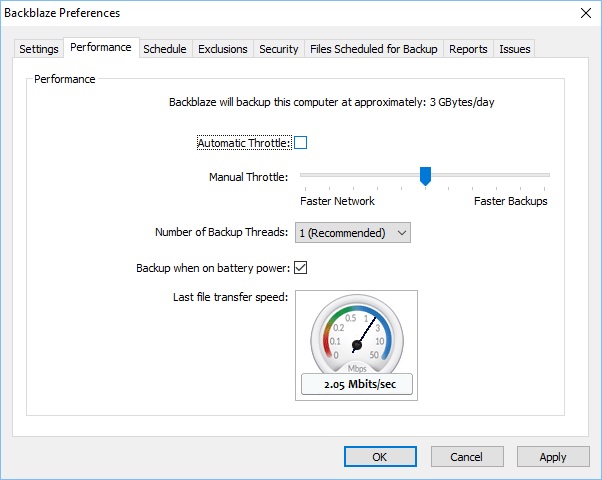 Backblaze Preferences
Settings Performance Schedule Exclusions Security Files Scheduled for Backup Reports Issues
Performance
Backblaze will backup this computer at approximately: 3 GBytes/day
Automatic Throttle:
Manual Throttle:
Faster Network Faster Backups
Number of Backup Threads: 1 (Recommended)
Backup when on battery power:
Last file transfer speed:
0.5 1
0.2 3
0.1 10
0 50
Mbps
2.05 Mbits/sec
OK Cancel Apply